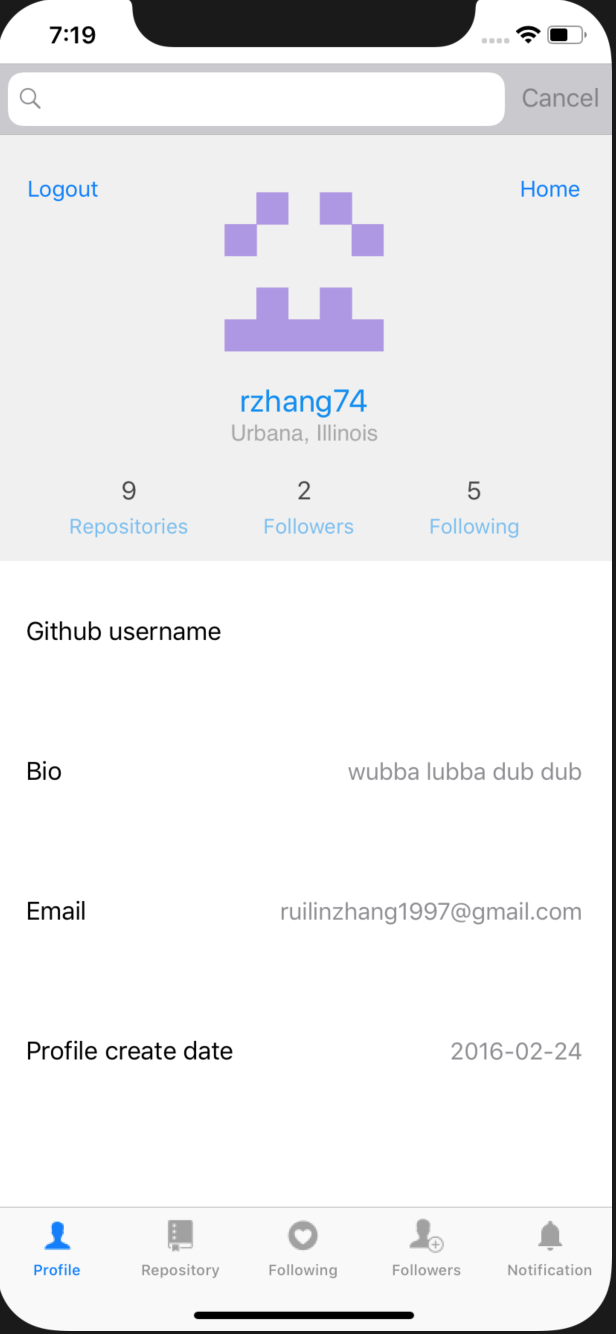 7:19
Cancel
Logout
Home
rzhang74
Urbana, Illinois
9 2 5
Repositories Followers Following
Github username
Bio wubba lubba dub dub
Email ruilinzhang1997@gmail.com
Profile create date 2016-02-24
Profile Repository Following Followers Notification